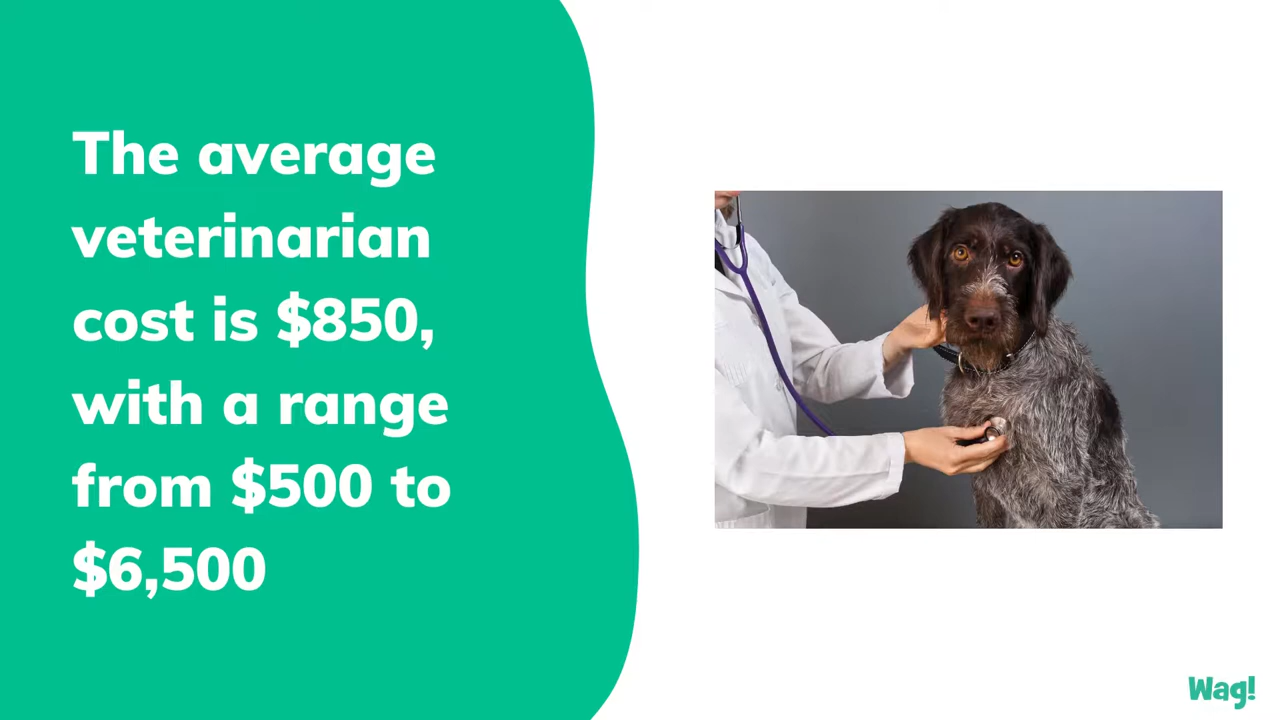 The average
veterinarian
cost is $850,
with a range
from $500 to
$6,500
Wag!